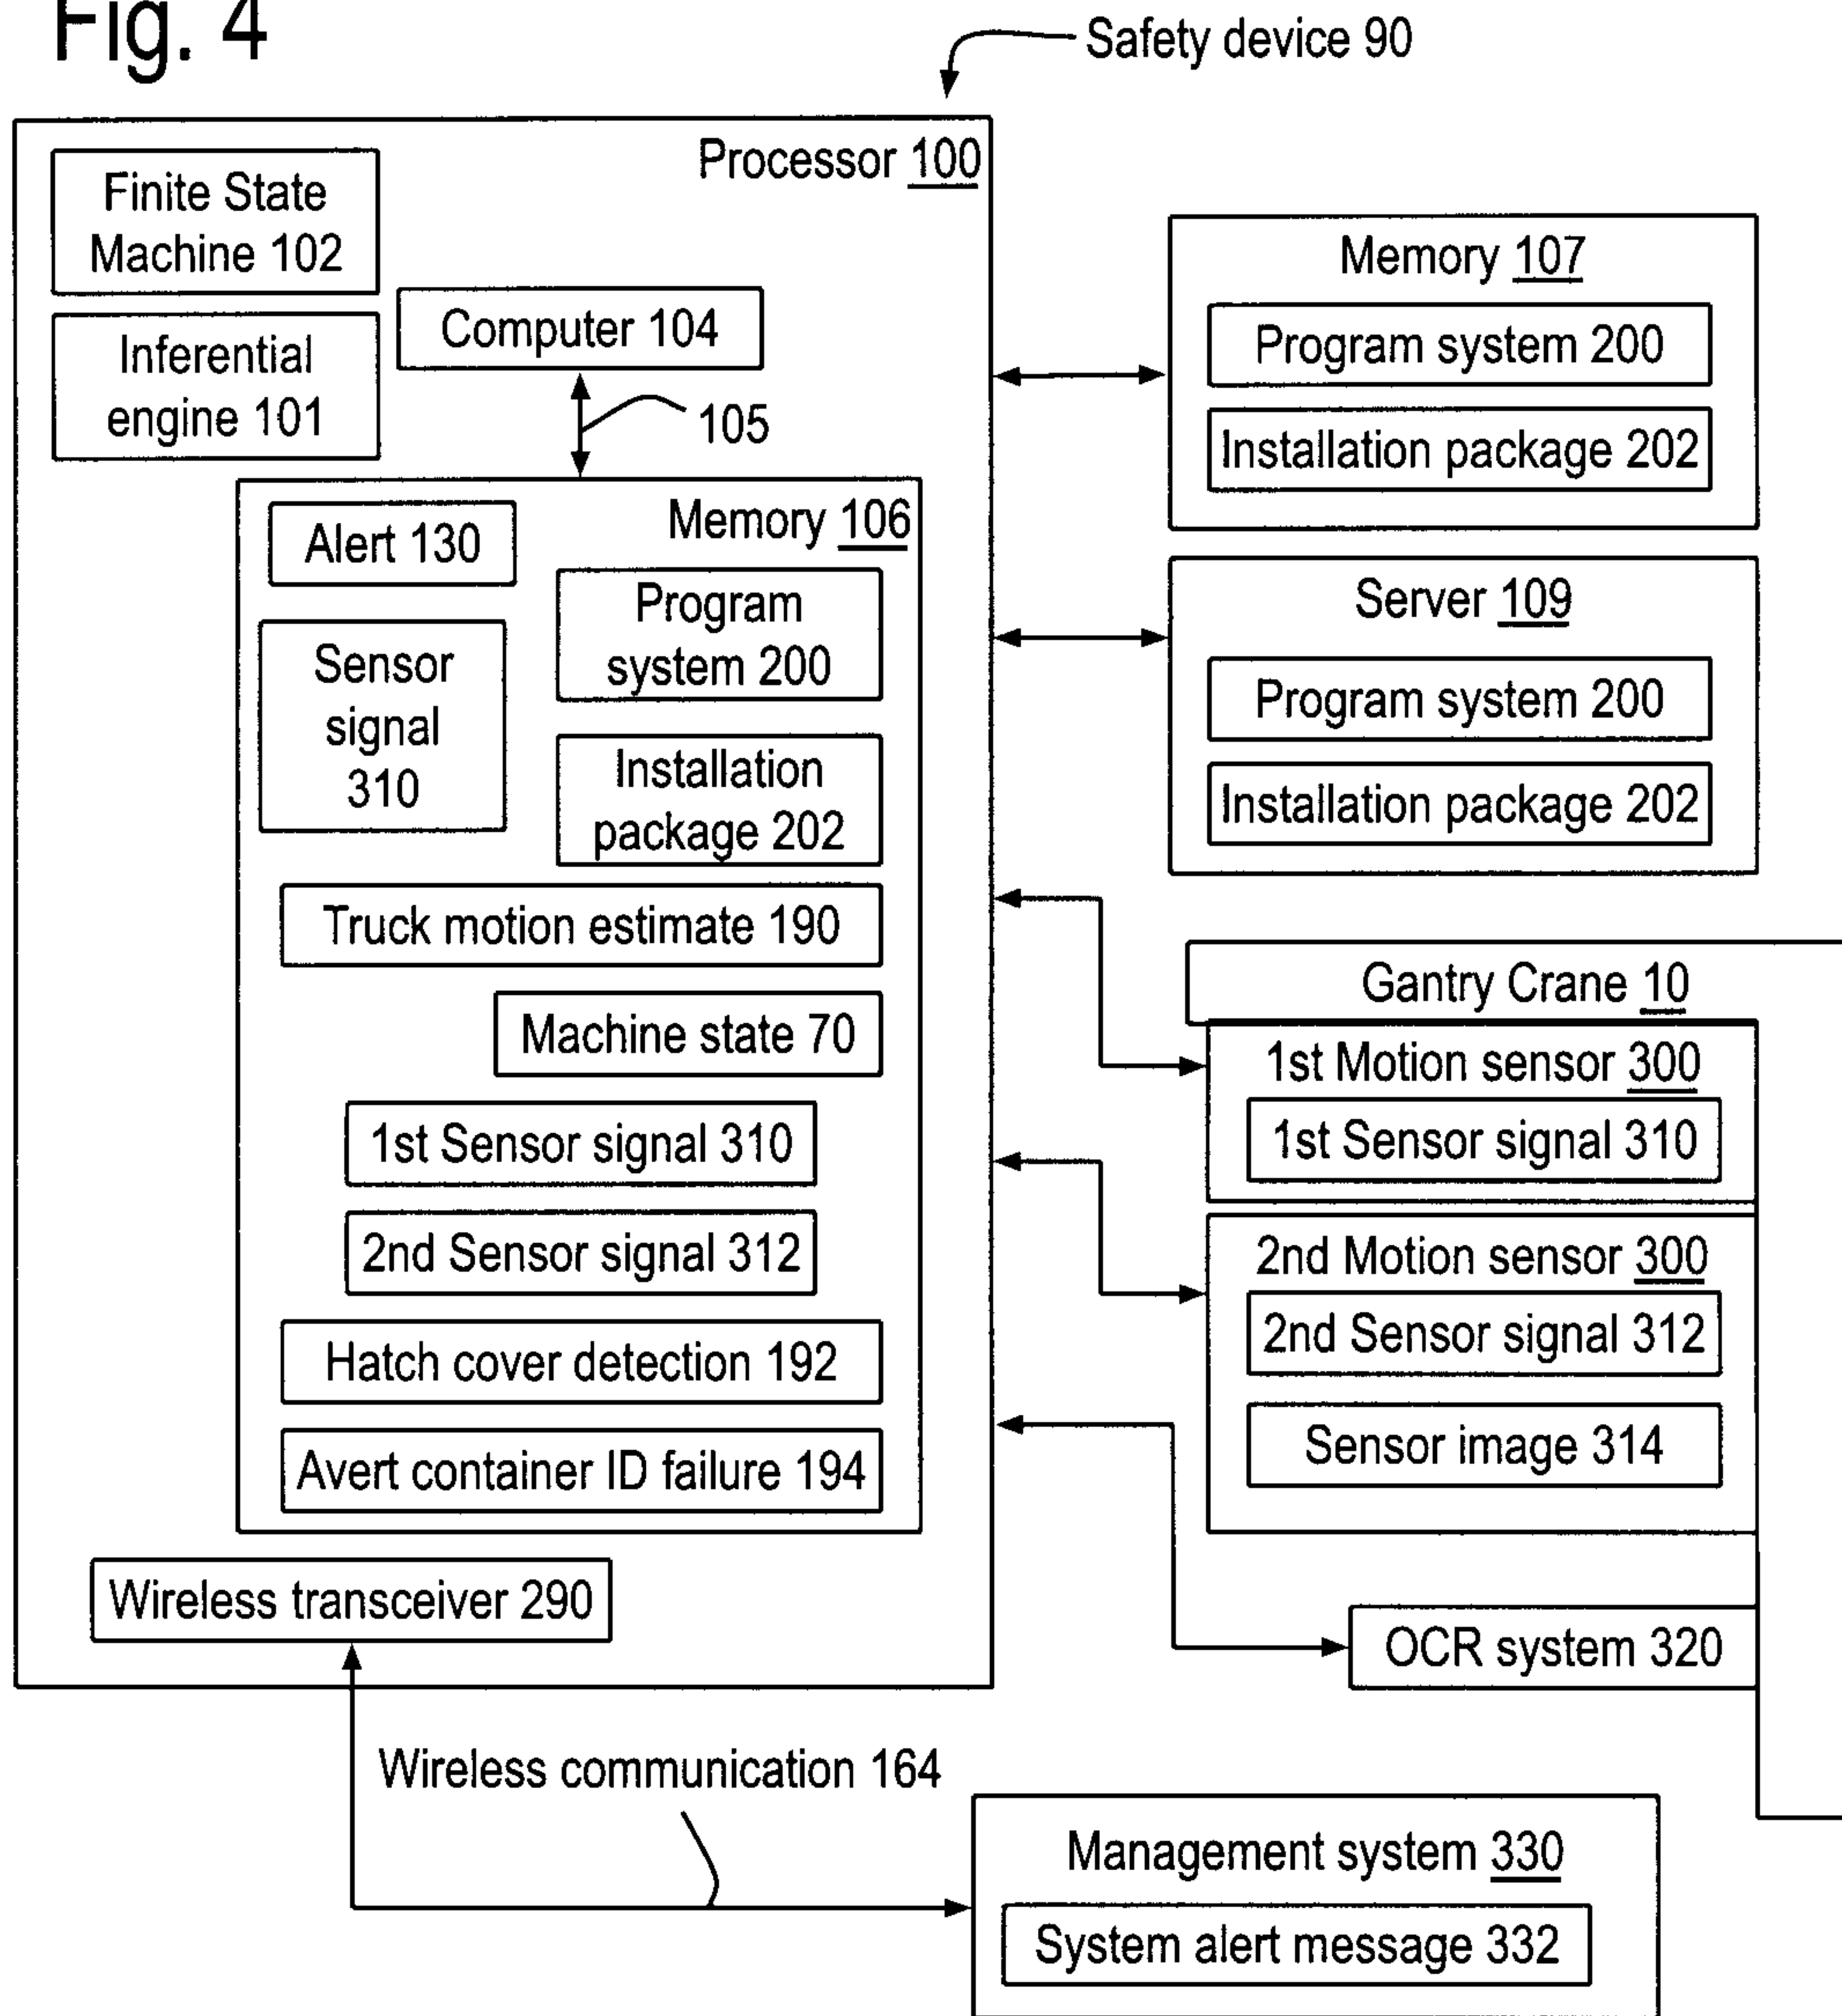 Fig. 4
Safety device 90
Processor 100
Finite State
Machine 102
Inferential
engine 101
Computer 104
105
Memory 106
Alert 130
Sensor
signal
310
Program
system 200
Installation
package 202
Truck motion estimate 190
Machine state 70
1st Sensor signal 310
2nd Sensor signal 312
Hatch cover detection 192
Avert container ID failure 194
Wireless transceiver 290
Wireless communication 164
Memory 107
Program system 200
Installation package 202
Server 109
Program system 200
Installation package 202
Gantry Crane 10
1st Motion sensor 300
1st Sensor signal 310
2nd Motion sensor 300
2nd Sensor signal 312
Sensor image 314
OCR system 320
Management system 330
System alert message 332